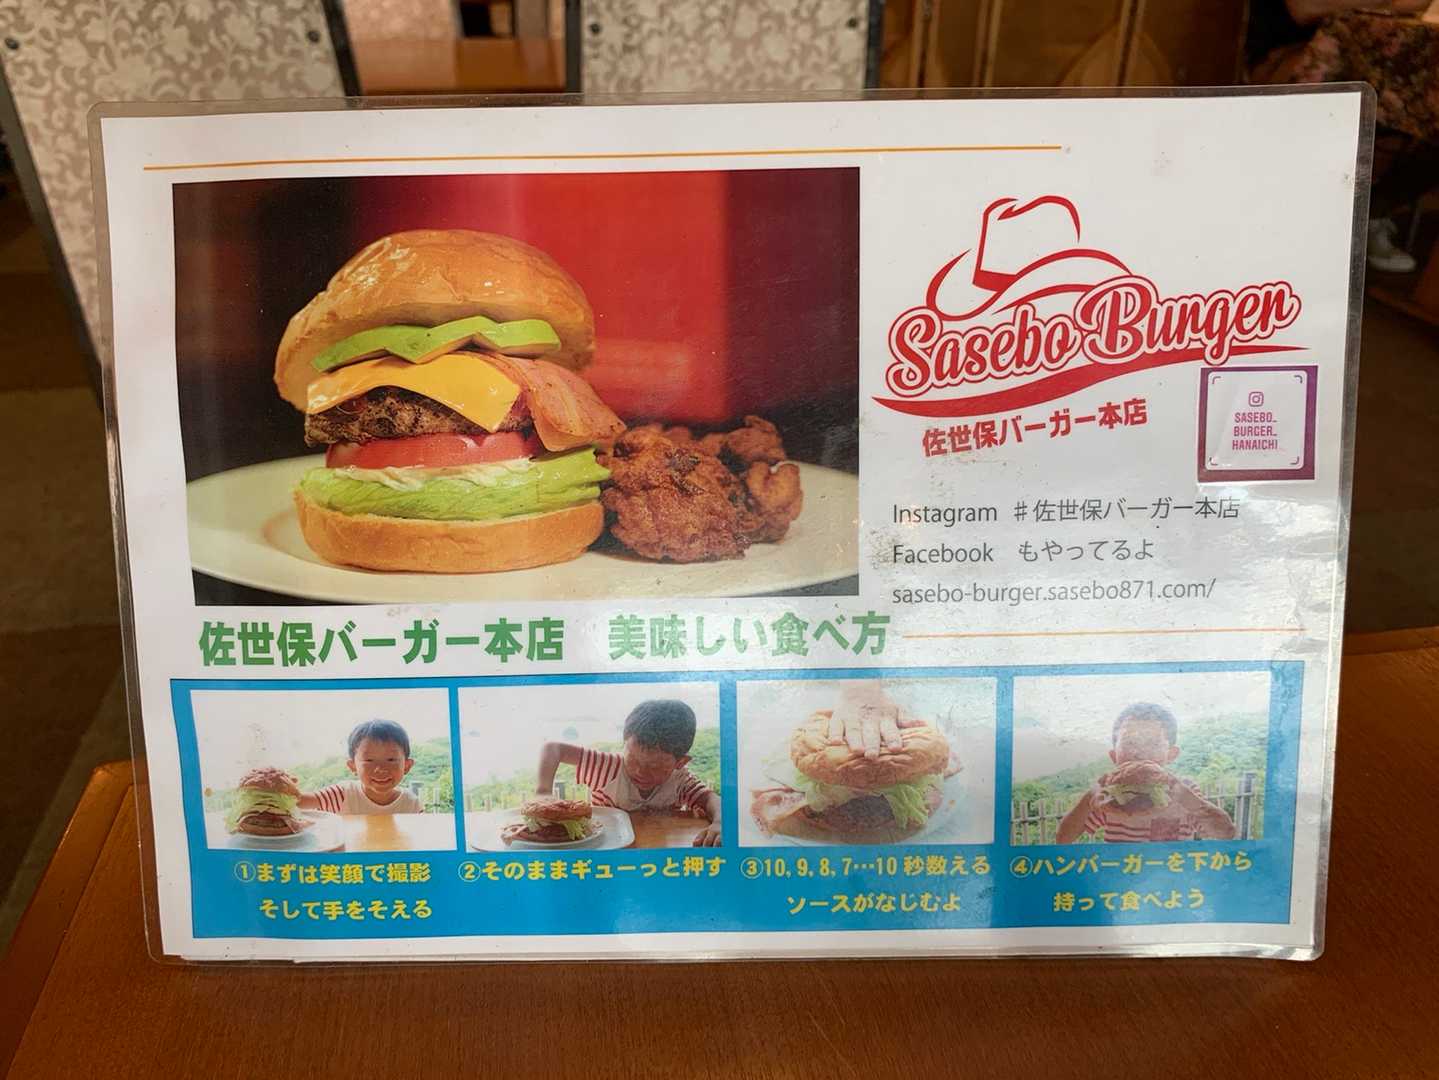 Sasebo Burger
佐世保バーガー本店
SASEBO_
BURGER_
HANAICHI
Instagram #佐世保バーガー本店
Facebook もやってるよ
sasebo-burger.sasebo871.com/
佐世保バーガー本店 美味しい食べ方
①まずは笑顔で撮影
そして手をそえる
②そのままギューっと押す
③10, 9, 8, 7…10 秒数える
ソースがなじむよ
④ハンバーガーを下から
持って食べよう